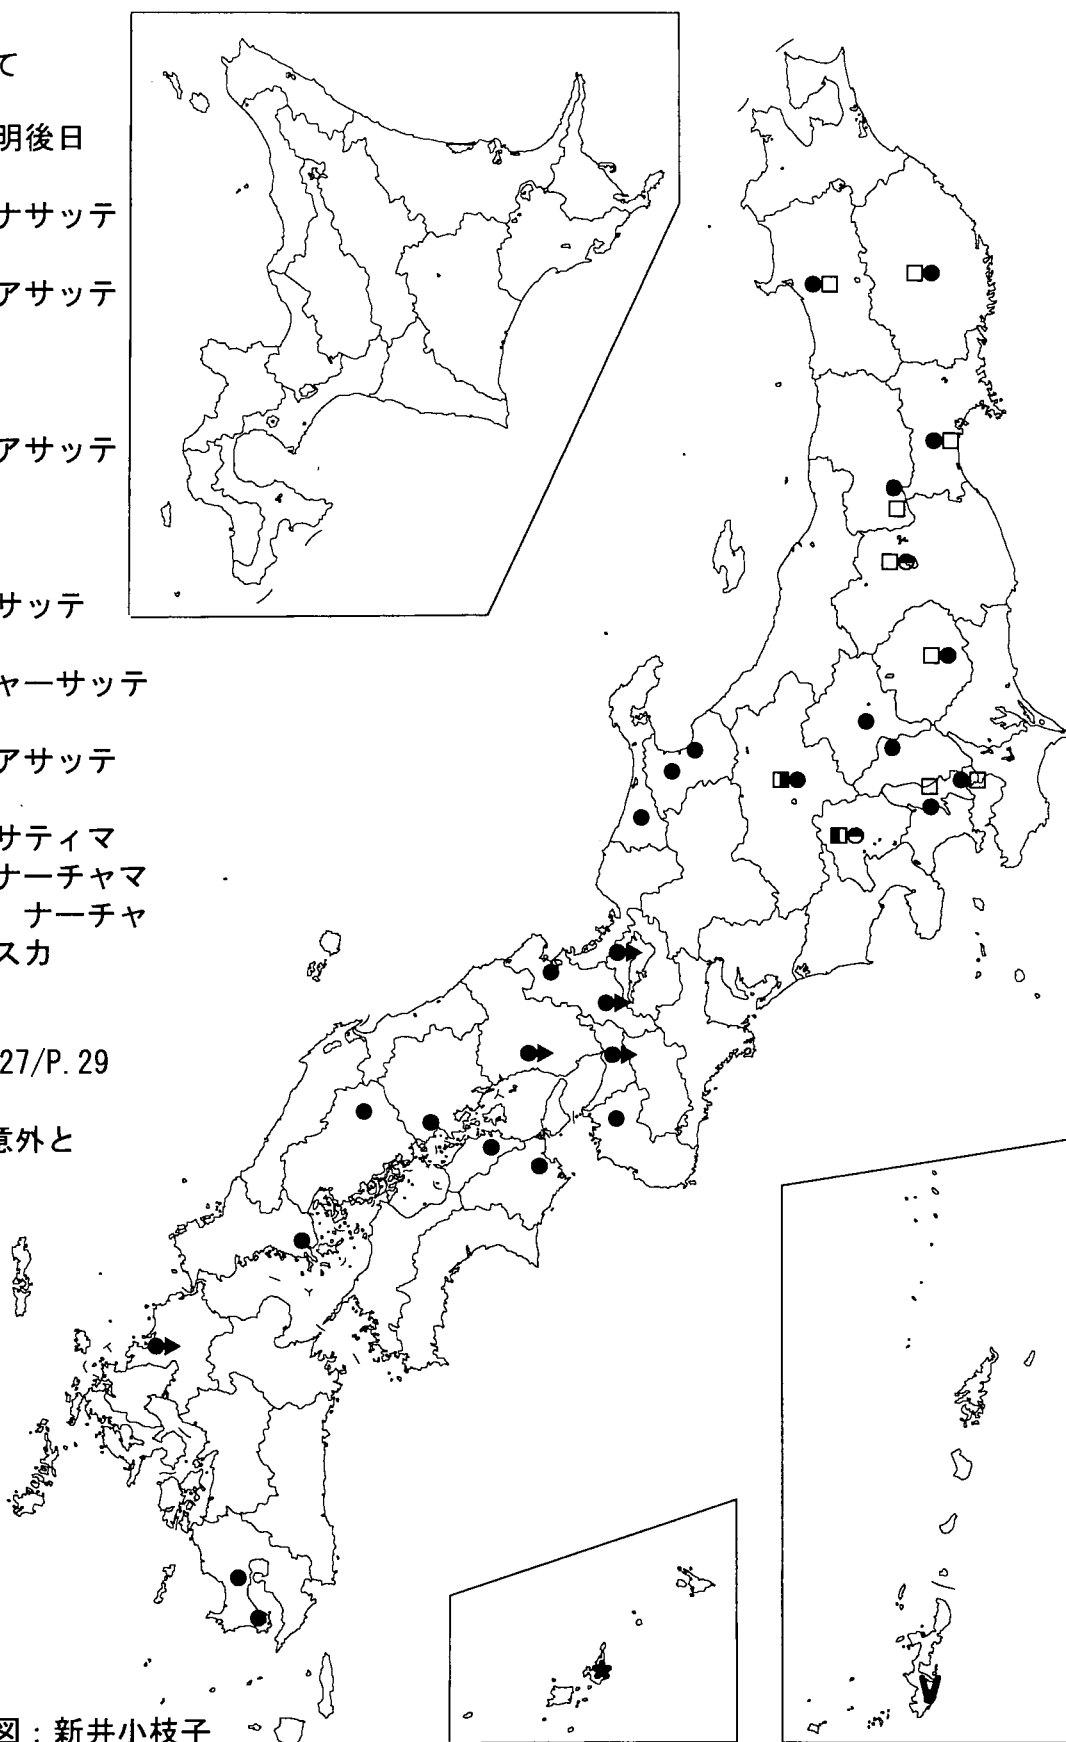 て
明後日
ナサッテ
アサッテ
アサッテ
サッテ
ャーサッテ
アサッテ
サティマ
ナーチャマ
ナーチャ
スカ
27/P.29
意外と
図：新井小枝子